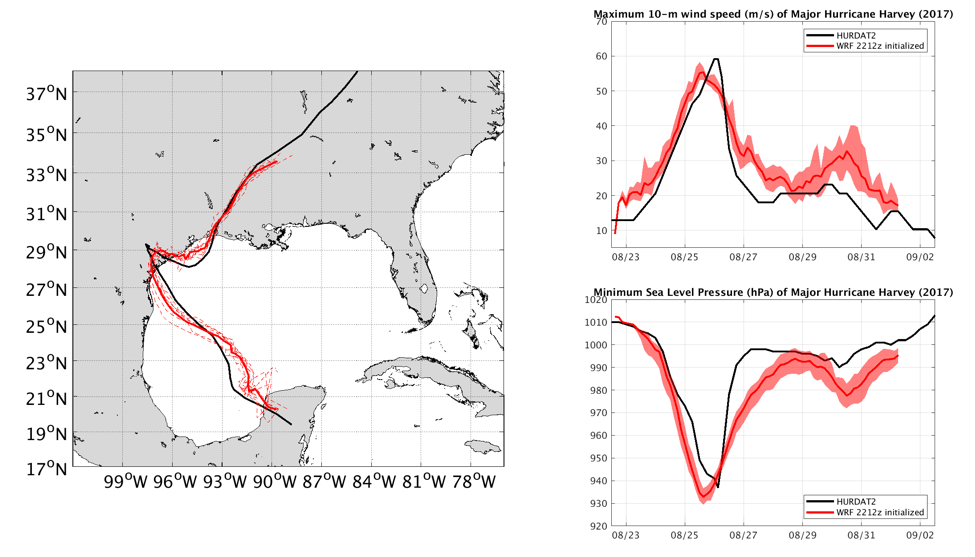 37°N
35°N
33°N
31°N
29°N
27°N
25°N
23°N
21°N
19°N
17°N
99°W 96°W 93°W 90°W 87°W 84°W 81°W 78°W
Maximum 10-m wind speed (m/s) of Major Hurricane Harvey (2017)
70
60
50
40
30
20
10
HURDAT2
WRF 2212z initialized
08/23 08/25 08/27 08/29 08/31 09/02
Minimum Sea Level Pressure (hPa) of Major Hurricane Harvey (2017)
1020
1010
1000
990
980
970
960
950
940
930
920
HURDAT2
WRF 2212z initialized
08/23 08/25 08/27 08/29 08/31 09/02